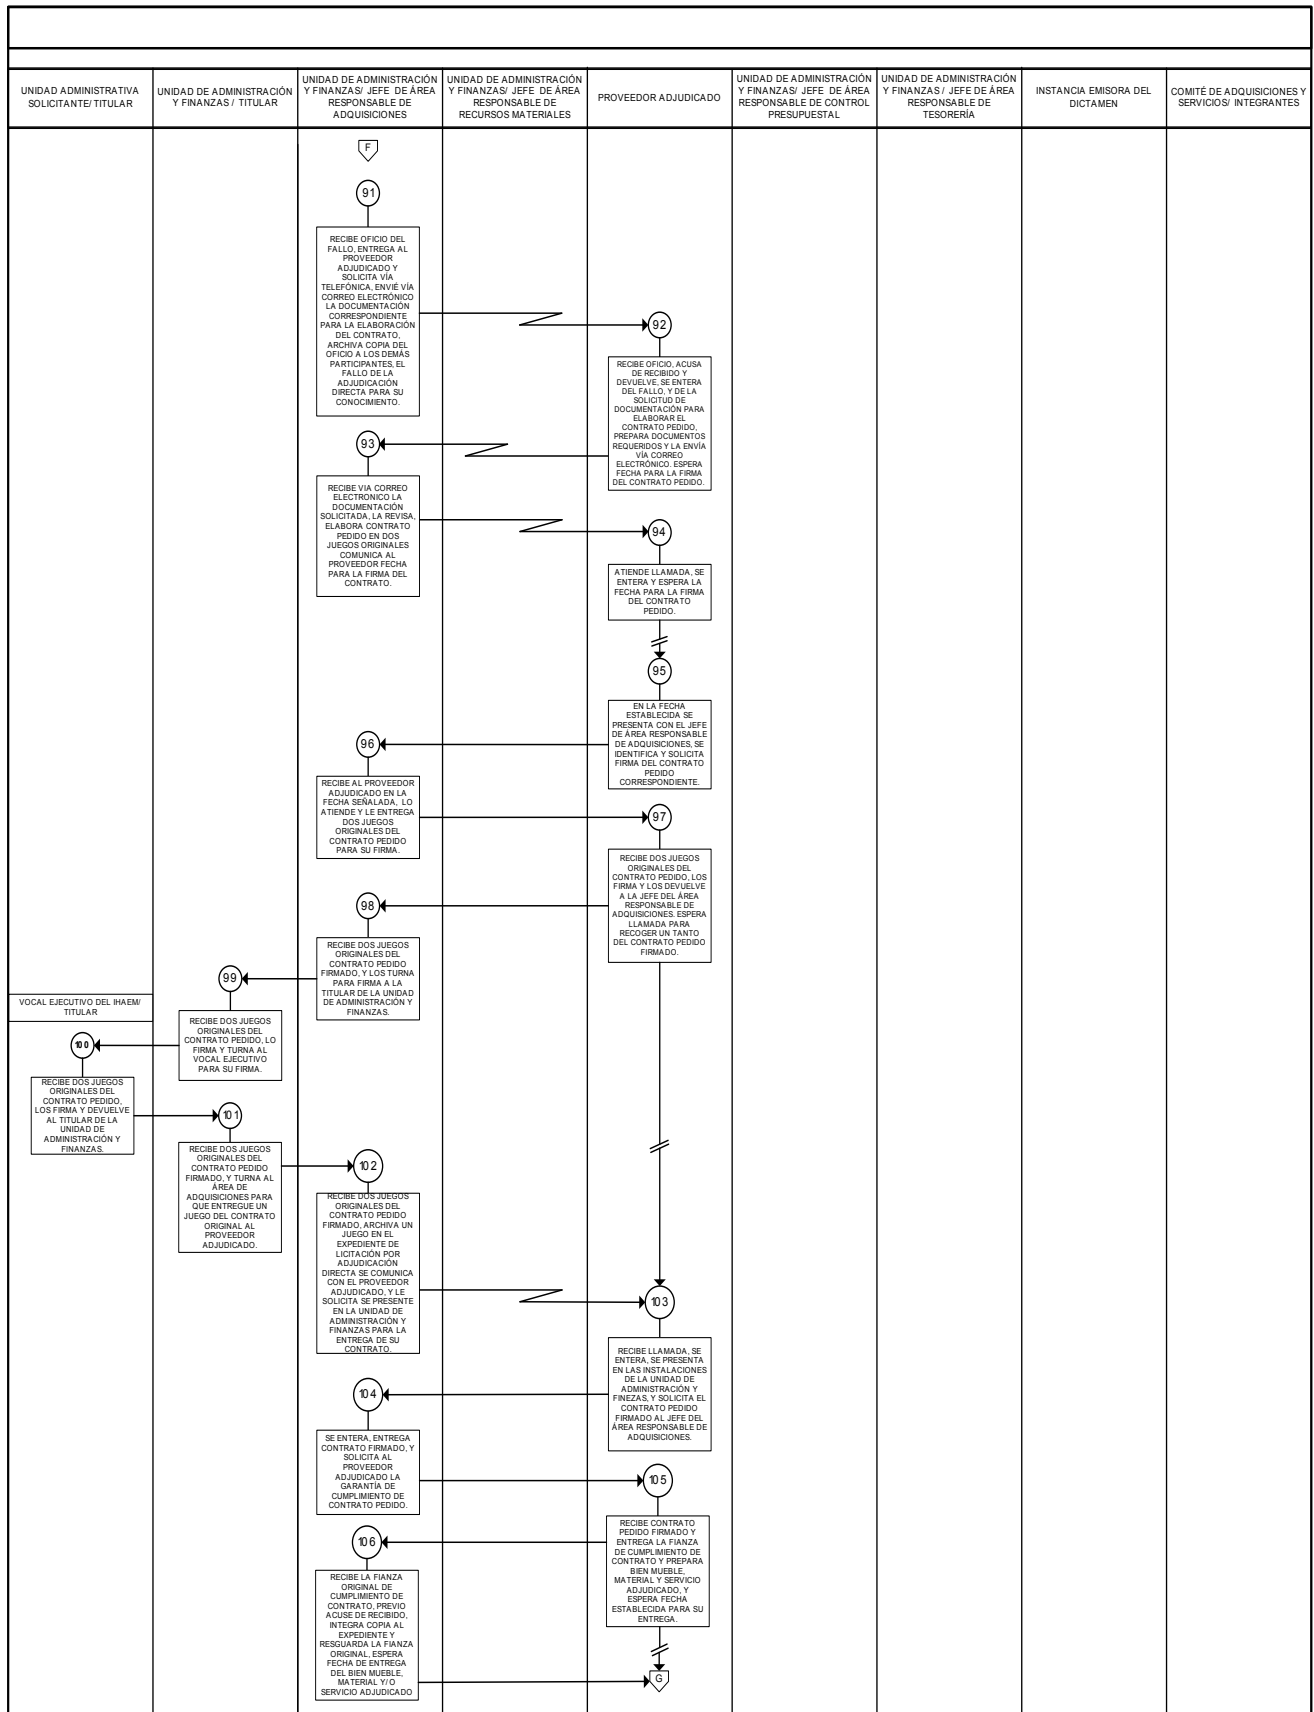 UNIDAD ADMINISTRATIVA
SOLICITANTE/ TITULAR
UNIDAD DE ADMINISTRACIÓN
Y FINANZAS / TITULAR
UNIDAD DE ADMINISTRACIÓN
Y FINANZAS/ JEFE DE ÁREA
RESPONSABLE DE
ADQUISICIONES
UNIDAD DE ADMINISTRACIÓN
Y FINANZAS/ JEFE DE ÁREA
RESPONSABLE DE
RECURSOS MATERIALES
PROVEEDOR ADJUDICADO
UNIDAD DE ADMINISTRACIÓN
Y FINANZAS/ JEFE DE ÁREA
RESPONSABLE DE CONTROL
PRESUPUESTAL
UNIDAD DE ADMINISTRACIÓN
Y FINANZAS / JEFE DE ÁREA
RESPONSABLE DE
TESORERÍA
INSTANCIA EMISORA DEL
DICTAMEN
COMITÉ DE ADQUISICIONES Y
SERVICIOS/ INTEGRANTES
F
91
RECIBE OFICIO DEL
FALLO, ENTREGA AL
PROVEEDOR
ADJUDICADO Y
SOLICITA VÍA
TELEFÓNICA, ENVIÉ VÍA
CORREO ELECTRÓNICO
LA DOCUMENTACIÓN
CORRESPONDIENTE
PARA LA ELABORACIÓN
DEL CONTRATO,
ARCHIVA COPIA DEL
OFICIO A LOS DEMÁS
PARTICIPANTES, EL
FALLO DE LA
ADJUDICACIÓN
DIRECTA PARA SU
CONOCIMIENTO.
92
RECIBE OFICIO, ACUSA
DE RECIBIDO Y
DEVUELVE, SE ENTERA
DEL FALLO, Y DE LA
SOLICITUD DE
DOCUMENTACIÓN PARA
ELABORAR EL
CONTRATO PEDIDO,
PREPARA DOCUMENTOS
REQUERIDOS Y LA ENVÍA
VÍA CORREO
ELECTRÓNICO. ESPERA
FECHA PARA LA FIRMA
DEL CONTRATO PEDIDO.
93
RECIBE VIA CORREO
ELECTRONICO LA
DOCUMENTACIÓN
SOLICITADA, LA REVISA,
ELABORA CONTRATO
PEDIDO EN DOS
JUEGOS ORIGINALES
COMUNICA AL
PROVEEDOR FECHA
PARA LA FIRMA DEL
CONTRATO.
94
ATIENDE LLAMADA, SE
ENTERA Y ESPERA LA
FECHA PARA LA FIRMA
DEL CONTRATO
PEDIDO.
95
EN LA FECHA
ESTABLECIDA SE
PRESENTA CON EL JEFE
DE ÁREA RESPONSABLE
DE ADQUISICIONES, SE
IDENTIFICA Y SOLICITA
FIRMA DEL CONTRATO
PEDIDO
CORRESPONDIENTE.
96
RECIBE AL PROVEEDOR
ADJUDICADO EN LA
FECHA SEÑALADA, LO
ATIENDE Y LE ENTREGA
DOS JUEGOS
ORIGINALES DEL
CONTRATO PEDIDO
PARA SU FIRMA.
97
RECIBE DOS JUEGOS
ORIGINALES DEL
CONTRATO PEDIDO, LOS
FIRMA Y LOS DEVUELVE
A LA JEFE DEL ÁREA
RESPONSABLE DE
ADQUISICIONES. ESPERA
LLAMADA PARA
RECOGER UN TANTO
DEL CONTRATO PEDIDO
FIRMADO.
98
RECIBE DOS JUEGOS
ORIGINALES DEL
CONTRATO PEDIDO
FIRMADO, Y LOS TURNA
PARA FIRMA A LA
TITULAR DE LA UNIDAD
DE ADMINISTRACIÓN Y
FINANZAS.
99
RECIBE DOS JUEGOS
ORIGINALES DEL
CONTRATO PEDIDO, LO
FIRMA Y TURNA AL
VOCAL EJECUTIVO
PARA SU FIRMA.
VOCAL EJECUTIVO DEL IHAEM/
TITULAR
100
RECIBE DOS JUEGOS
ORIGINALES DEL
CONTRATO PEDIDO,
LOS FIRMA Y DEVUELVE
AL TITULAR DE LA
UNIDAD DE
ADMINISTRACIÓN Y
FINANZAS.
101
RECIBE DOS JUEGOS
ORIGINALES DEL
CONTRATO PEDIDO
FIRMADO, Y TURNA AL
ÁREA DE
ADQUISICIONES PARA
QUE ENTREGUE UN
JUEGO DEL CONTRATO
ORIGINAL AL
PROVEEDOR
ADJUDICADO.
102
RECIBE DOS JUEGOS
ORIGINALES DEL
CONTRATO PEDIDO
FIRMADO, ARCHIVA UN
JUEGO EN EL
EXPEDIENTE DE
LICITACIÓN POR
ADJUDICACIÓN
DIRECTA SE COMUNICA
CON EL PROVEEDOR
ADJUDICADO, Y LE
SOLICITA SE PRESENTE
EN LA UNIDAD DE
ADMINISTRACIÓN Y
FINANZAS PARA LA
ENTREGA DE SU
CONTRATO.
103
RECIBE LLAMADA, SE
ENTERA, SE PRESENTA
EN LAS INSTALACIONES
DE LA UNIDAD DE
ADMINISTRACIÓN Y
FINEZAS, Y SOLICITA EL
CONTRATO PEDIDO
FIRMADO AL JEFE DEL
ÁREA RESPONSABLE DE
ADQUISICIONES.
104
SE ENTERA, ENTREGA
CONTRATO FIRMADO, Y
SOLICITA AL
PROVEEDOR
ADJUDICADO LA
GARANTÍA DE
CUMPLIMIENTO DE
CONTRATO PEDIDO.
105
RECIBE CONTRATO
PEDIDO FIRMADO Y
ENTREGA LA FIANZA
DE CUMPLIMIENTO DE
CONTRATO Y PREPARA
BIEN MUEBLE,
MATERIAL Y SERVICIO
ADJUDICADO, Y
ESPERA FECHA
ESTABLECIDA PARA SU
ENTREGA.
106
RECIBE LA FIANZA
ORIGINAL DE
CUMPLIMIENTO DE
CONTRATO, PREVIO
ACUSE DE RECIBIDO,
INTEGRA COPIA AL
EXPEDIENTE Y
RESGUARDA LA FIANZA
ORIGINAL, ESPERA
FECHA DE ENTREGA
DEL BIEN MUEBLE,
MATERIAL Y/O
SERVICIO ADJUDICADO
G